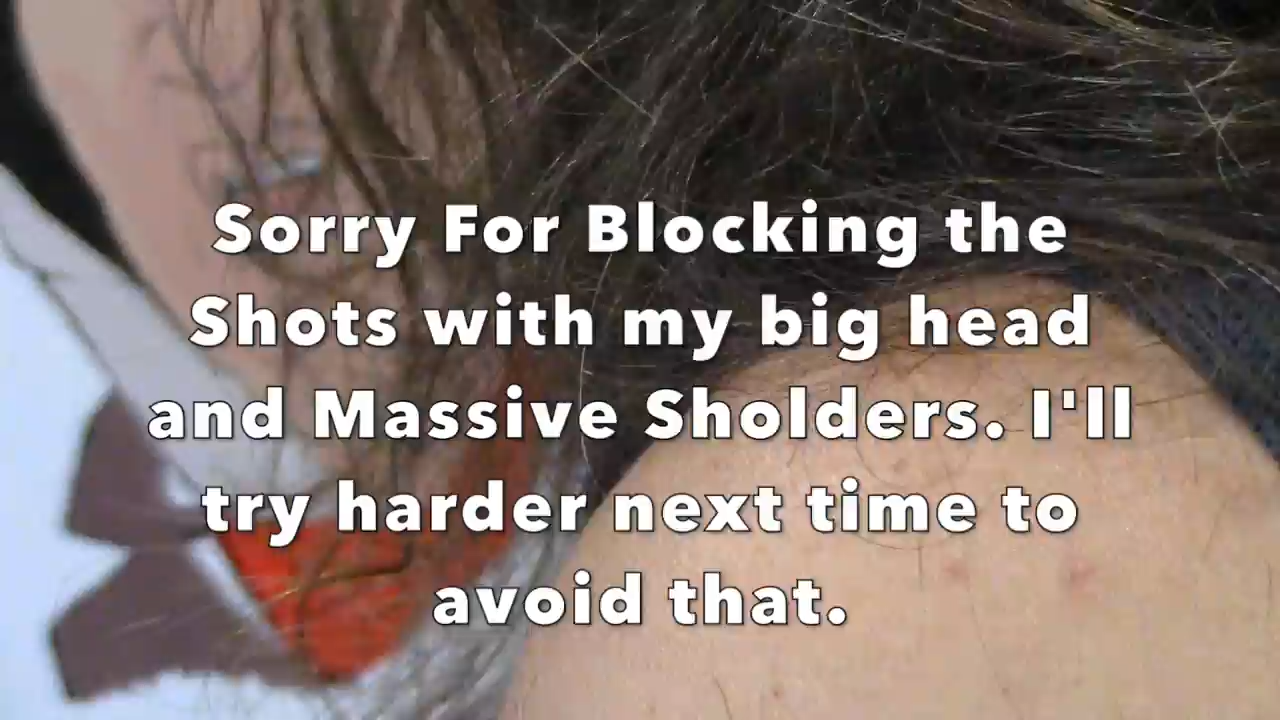 Sorry For Blocking the
Shots with my big head
and Massive Sholders. I'll
try harder next time to
avoid that.